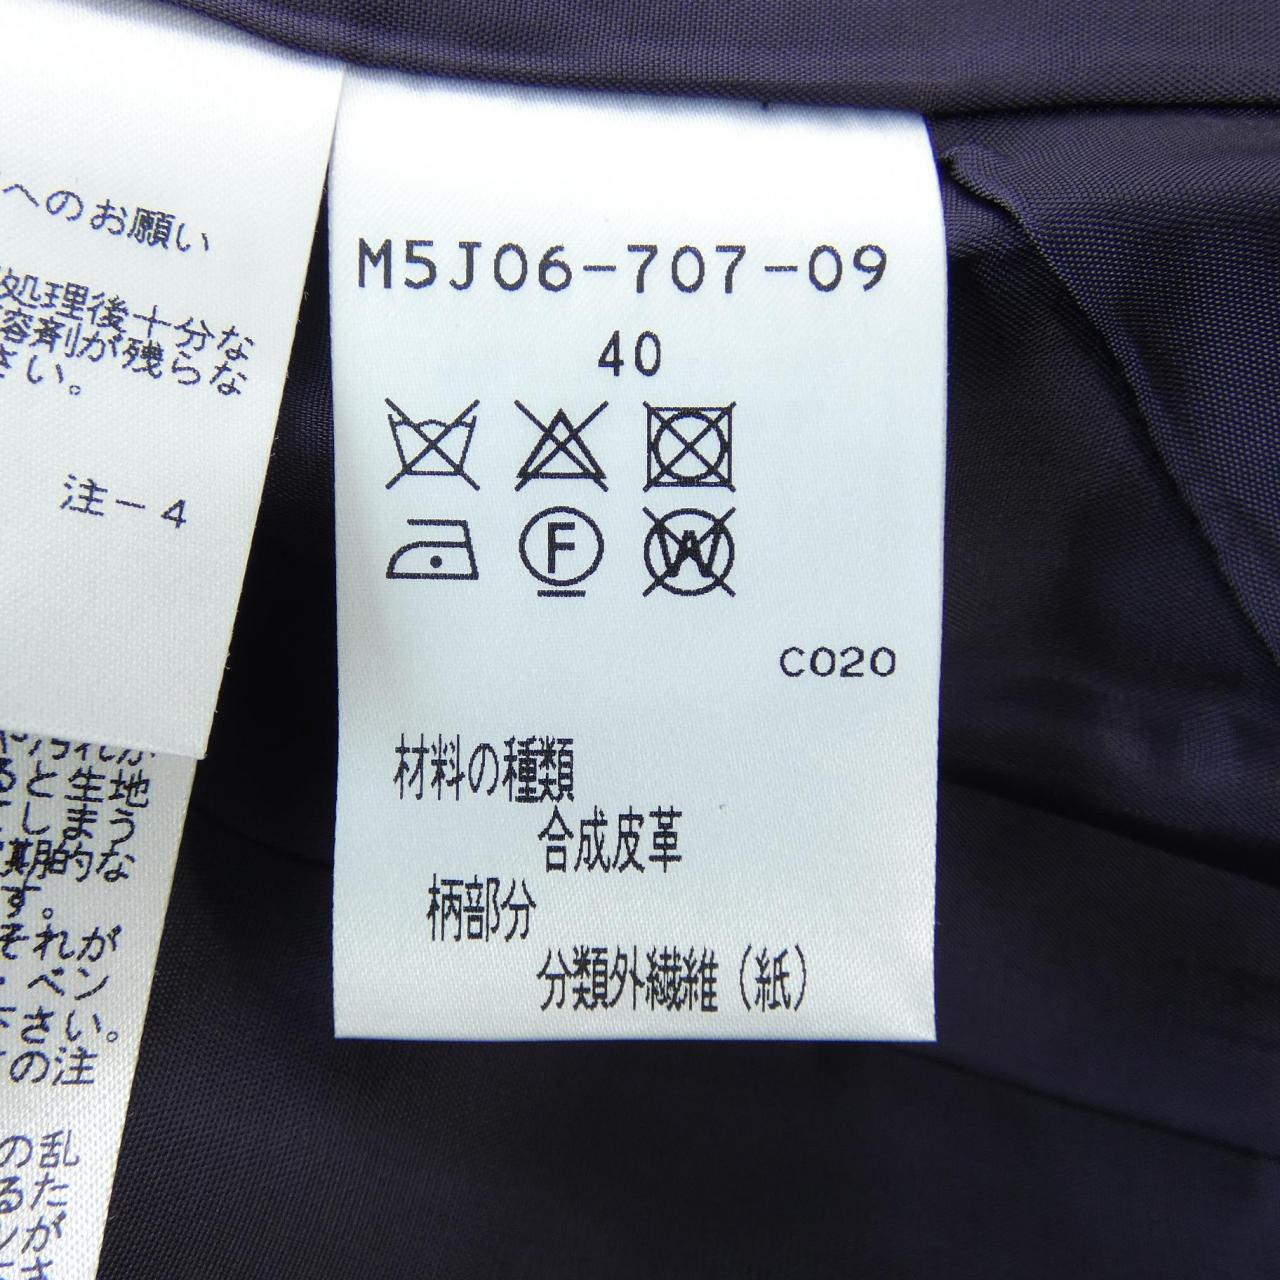 へのお願い
処理後十分な
溶剤が残らな
さい。
注－4
M5J06-707-09
40
F
W
C020
材料の種類
合成皮革
柄部分
分類外繊維（紙）
ると生地
しまう
期的な
す。
それが
・ベン
下さい。
の注
の乱
るた
ンが